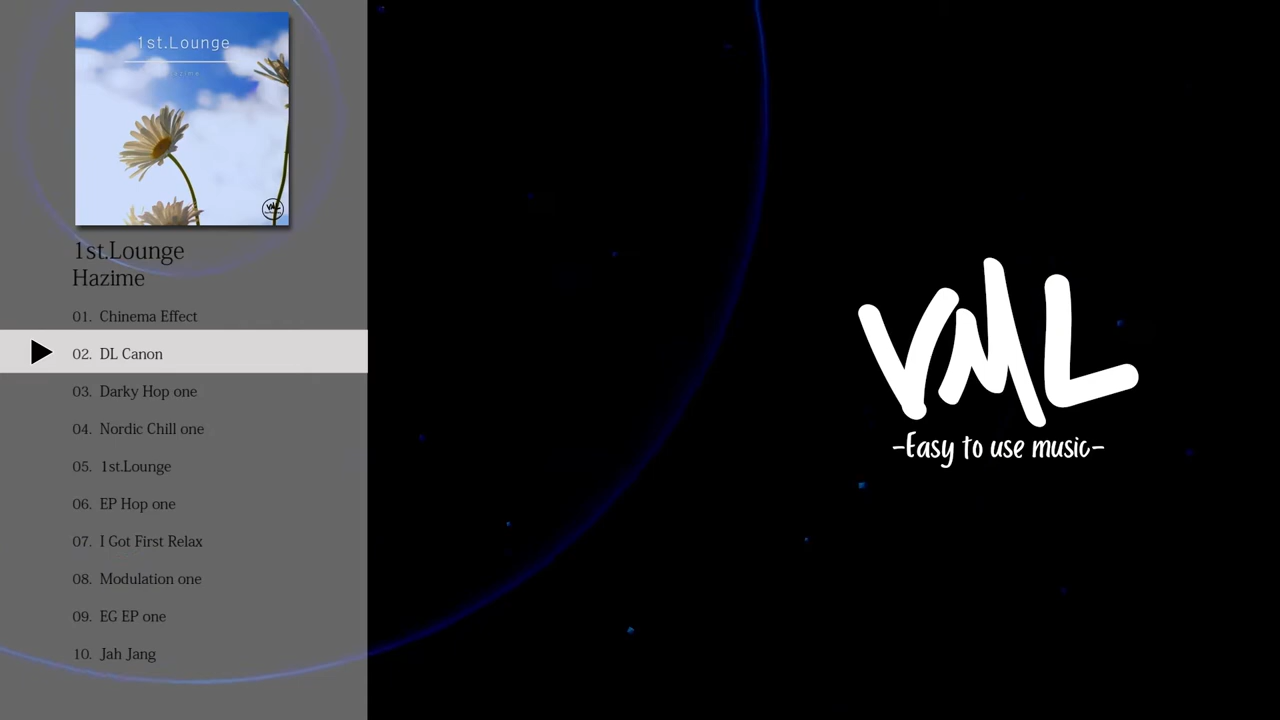 1st.Lounge
1st.Lounge
Hazime
01. Chinema Effect
02. DL Canon
03. Darky Hop one
04. Nordic Chill one
05. 1st.Lounge
06. EP Hop one
07. I Got First Relax
08. Modulation one
09. EG EP one
10. Jah Jang
VML
-Easy to use music-